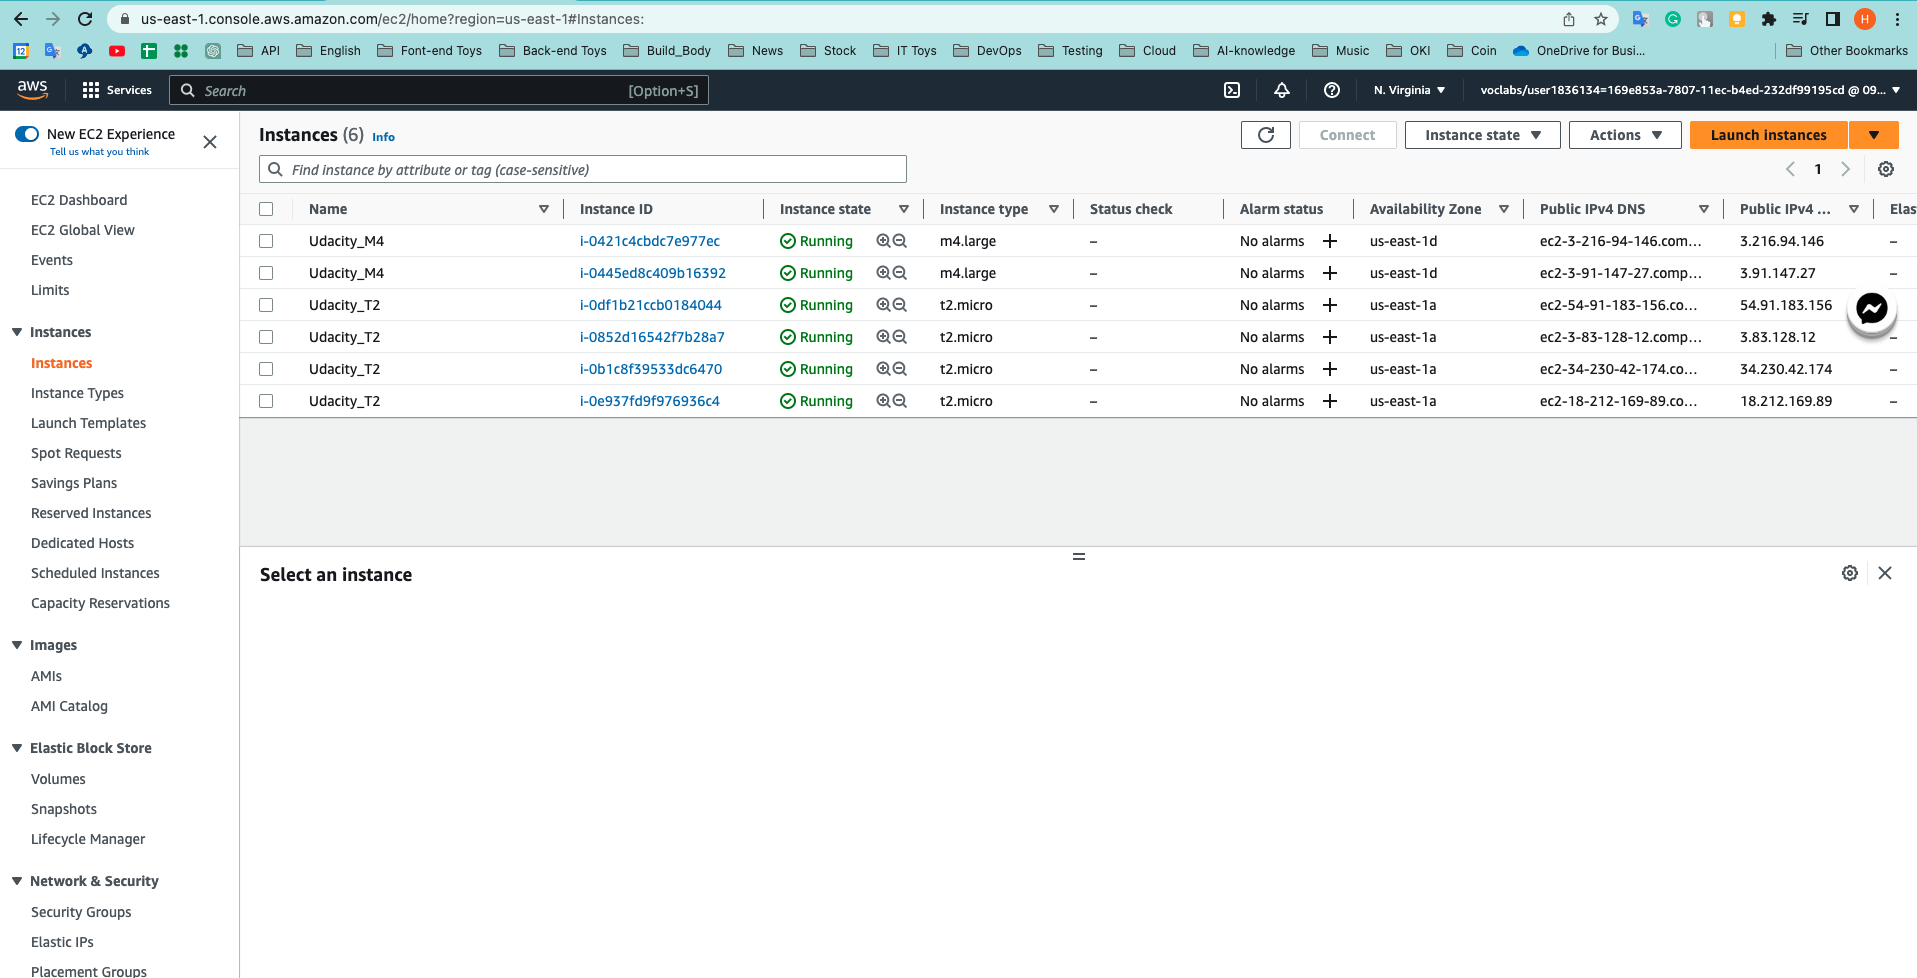 us-east-1.console.aws.amazon.com/ec2/home?region=us-east-1#Instances:
H
12
API
English
Font-end Toys
Back-end Toys
Build_Body
News
Stock
IT Toys
DevOps
Testing
Cloud
AI-knowledge
Music
OKI
Coin
OneDrive for Busi...
Other Bookmarks
aws
Services
Search
[Option+S]
N. Virginia
voclabs/user1836134=169e853a-7807-11ec-b4ed-232df99195cd @ 09...
New EC2 Experience
Tell us what you think
EC2 Dashboard
EC2 Global View
Events
Limits
Instances
Instances
Instance Types
Launch Templates
Spot Requests
Savings Plans
Reserved Instances
Dedicated Hosts
Scheduled Instances
Capacity Reservations
Images
AMIs
AMI Catalog
Elastic Block Store
Volumes
Snapshots
Lifecycle Manager
Network & Security
Security Groups
Elastic IPs
Placement Groups
Instances (6) Info
Connect
Instance state
Actions
Launch instances
Find instance by attribute or tag (case-sensitive)
1
Name Instance ID Instance state Instance type Status check Alarm status Availability Zone Public IPv4 DNS Public IPv4 ... Elas
Udacity_M4 i-0421c4cbdc7e977ec Running m4.large – No alarms + us-east-1d ec2-3-216-94-146.com... 3.216.94.146 –
Udacity_M4 i-0445ed8c409b16392 Running m4.large – No alarms + us-east-1d ec2-3-91-147-27.comp... 3.91.147.27 –
Udacity_T2 i-0df1b21ccb0184044 Running t2.micro – No alarms + us-east-1a ec2-54-91-183-156.co... 54.91.183.156
Udacity_T2 i-0852d16542f7b28a7 Running t2.micro – No alarms + us-east-1a ec2-3-83-128-12.comp... 3.83.128.12 –
Udacity_T2 i-0b1c8f39533dc6470 Running t2.micro – No alarms + us-east-1a ec2-34-230-42-174.co... 34.230.42.174 –
Udacity_T2 i-0e937fd9f976936c4 Running t2.micro – No alarms + us-east-1a ec2-18-212-169-89.co... 18.212.169.89 –
Select an instance